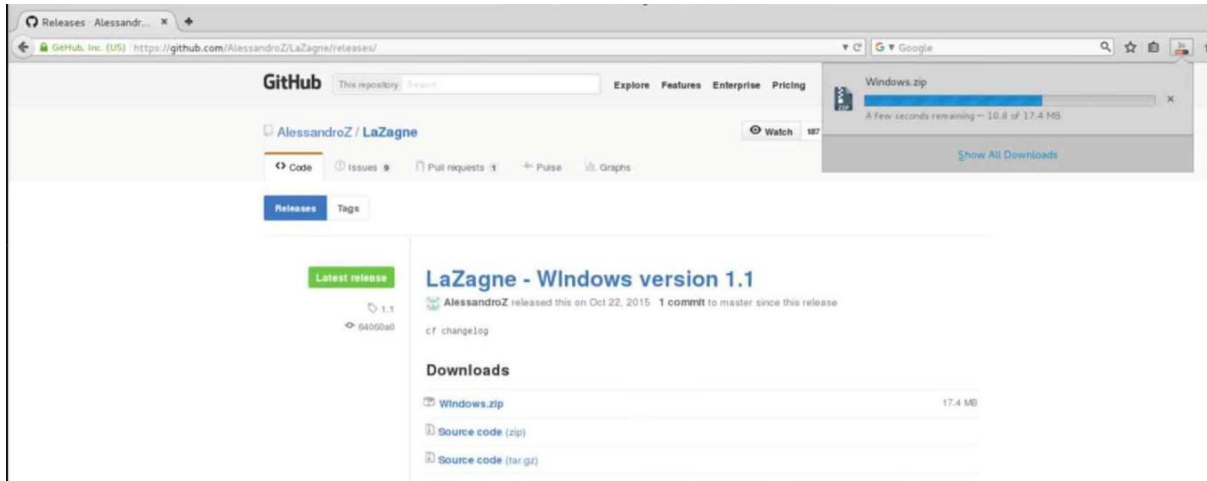 Releases · Alessandr... ×
GitHub, Inc. (US) https://github.com/AlessandroZ/LaZagne/releases/
Google
GitHub This repository Search Explore Features Enterprise Pricing
Windows.zip
A few seconds remaining — 10.8 of 17.4 MB
Show All Downloads
AlessandroZ / LaZagne
Watch 187
Code Issues 9 Pull requests 1 Pulse Graphs
Releases Tags
Latest release
1.1
64060a0
LaZagne - WIndows version 1.1
AlessandroZ released this on Oct 22, 2015 1 commit to master since this release
cf changelog
Downloads
Windows.zip 17.4 MB
Source code (zip)
Source code (tar.gz)